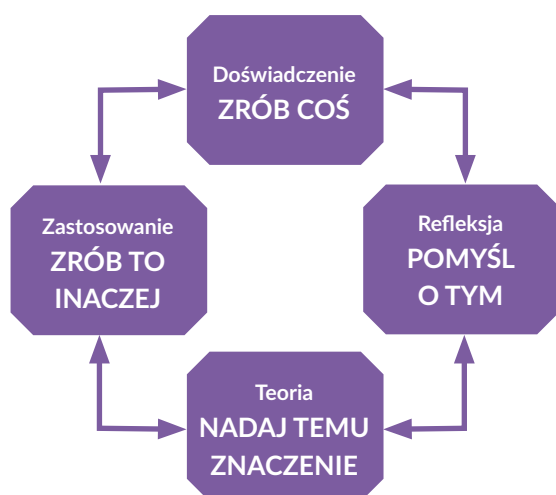 Doświadczenie
ZRÓB COŚ
Zastosowanie
ZRÓB TO
INACZEJ
Refleksja
POMYŚL
O TYM
Teoria
NADAJ TEMU
ZNACZENIE